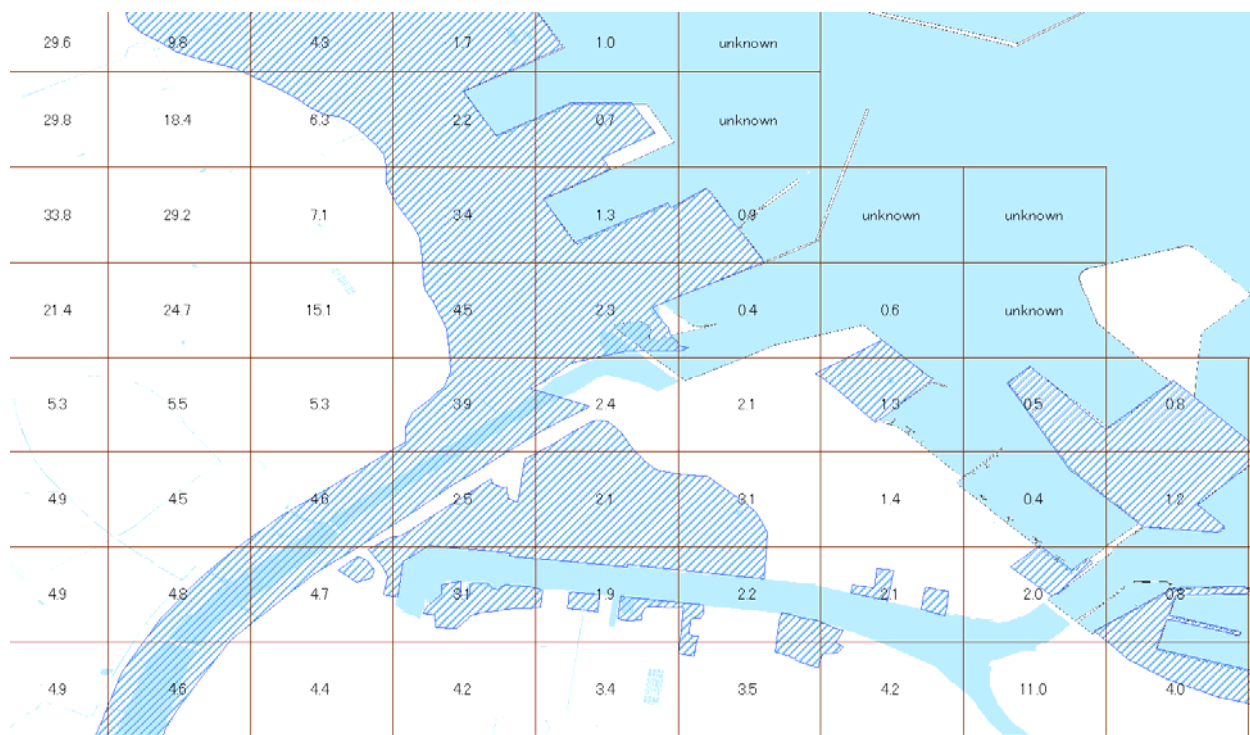 29.6 9.8 4.3 1.7 1.0 unknown
29.8 18.4 6.3 2.2 0.7 unknown
33.8 29.2 7.1 3.4 1.3 0.9 unknown unknown
21.4 24.7 15.1 4.5 2.3 0.4 0.6 unknown
5.3 5.5 5.3 3.9 2.4 2.1 1.3 0.5 0.8
4.9 4.5 4.6 2.5 2.1 3.1 1.4 0.4 1.2
4.9 4.8 4.7 3.1 1.9 2.2 2.1 2.0 0.8
4.9 4.6 4.4 4.2 3.4 3.5 4.2 11.0 4.0